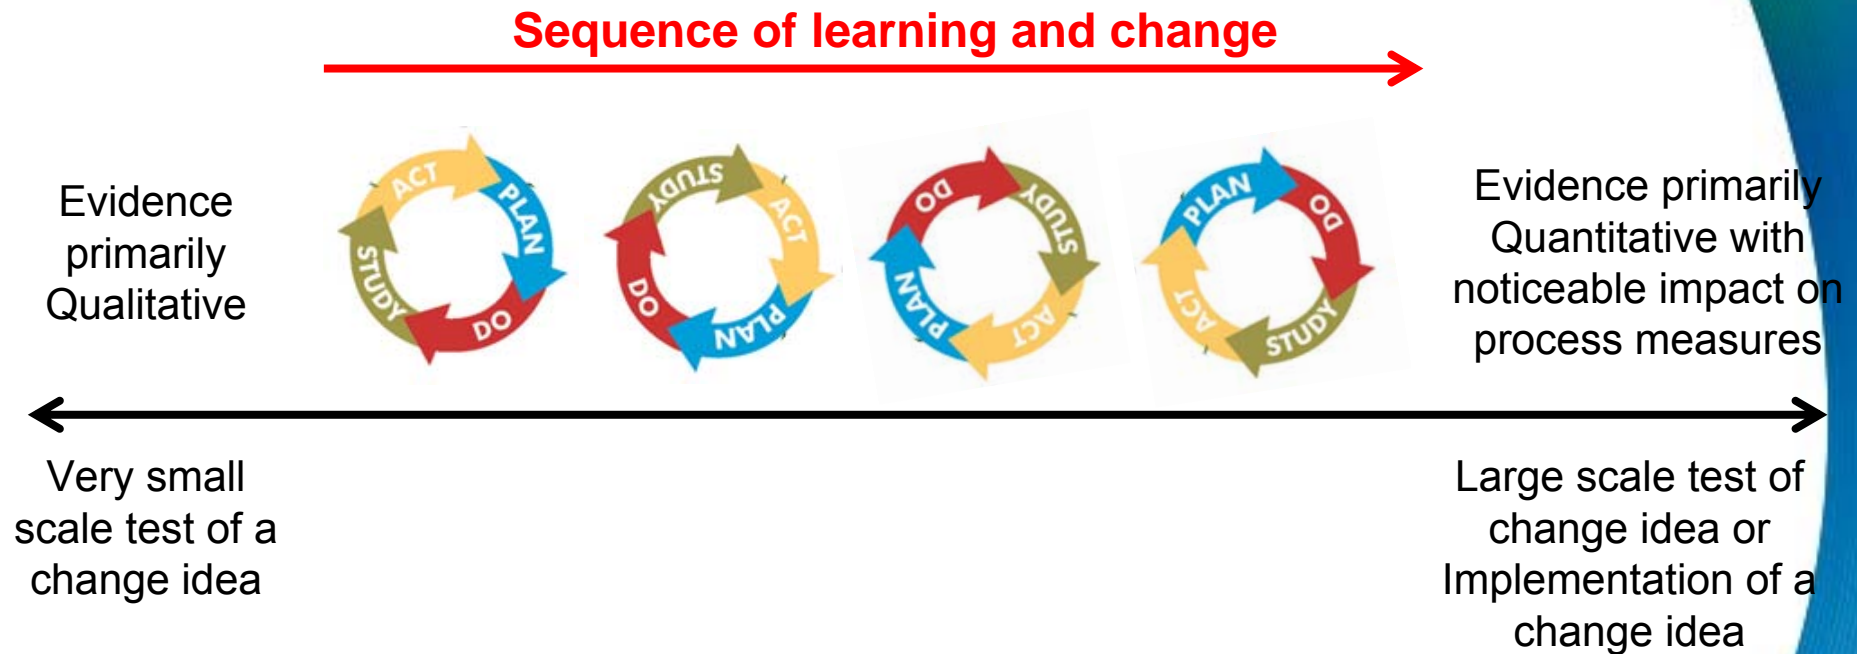 Sequence of learning and change
Evidence
primarily
Qualitative
ACT
PLAN
DO
STUDY
STUDY
ACT
PLAN
DO
DO
STUDY
ACT
PLAN
PLAN
DO
STUDY
ACT
Evidence primarily
Quantitative with
noticeable impact on
process measures
Very small
scale test of a
change idea
Large scale test of
change idea or
Implementation of a
change idea